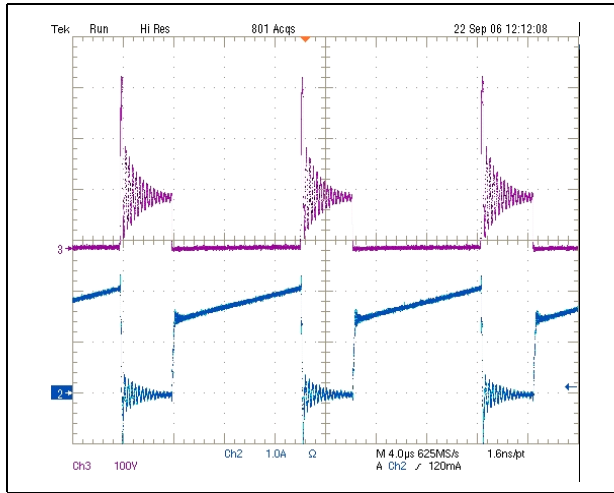 Tek Run Hi Res 801 Acqs 22 Sep 06 12:12:08
3
2
Ch2 1.0A Ω M 4.0µs 625MS/s 1.6ns/pt
Ch3 100V A Ch2 ⌠ 120mA